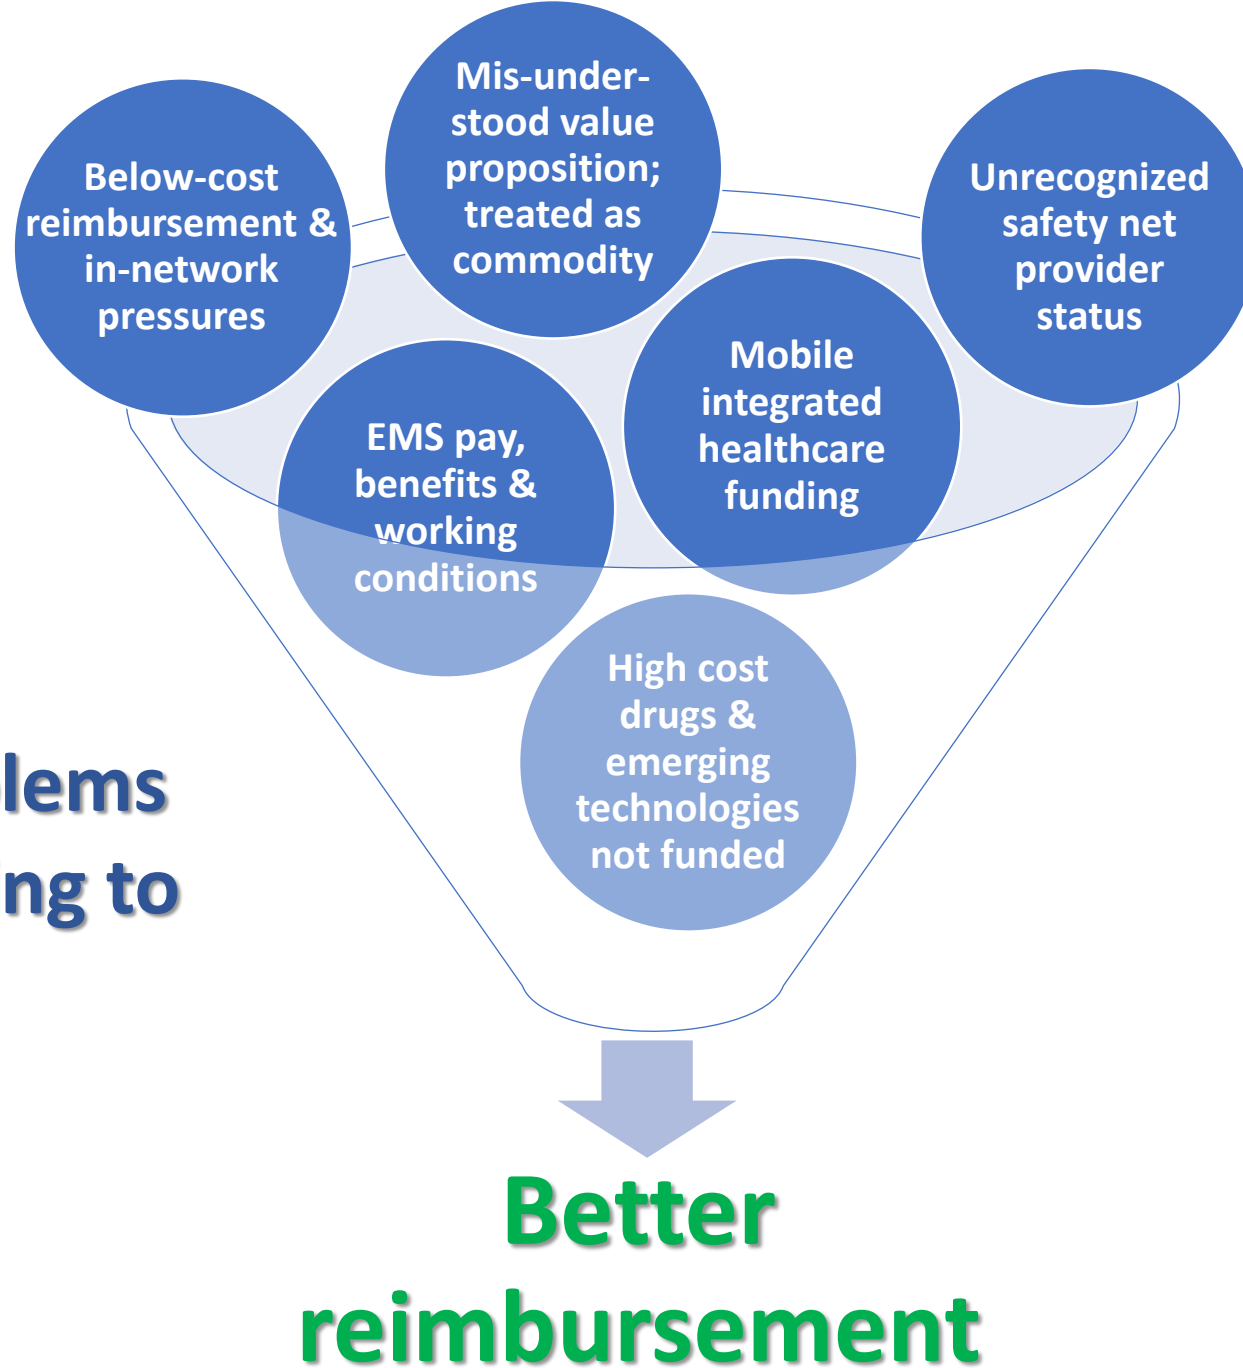 Mis-under-
stood value
proposition;
treated as
commodity
Below-cost
reimbursement &
in-network
pressures
Unrecognized
safety net
provider
status
Mobile
integrated
healthcare
funding
EMS pay,
benefits &
working
conditions
High cost
drugs &
emerging
technologies
not funded
to
Better
reimbursement